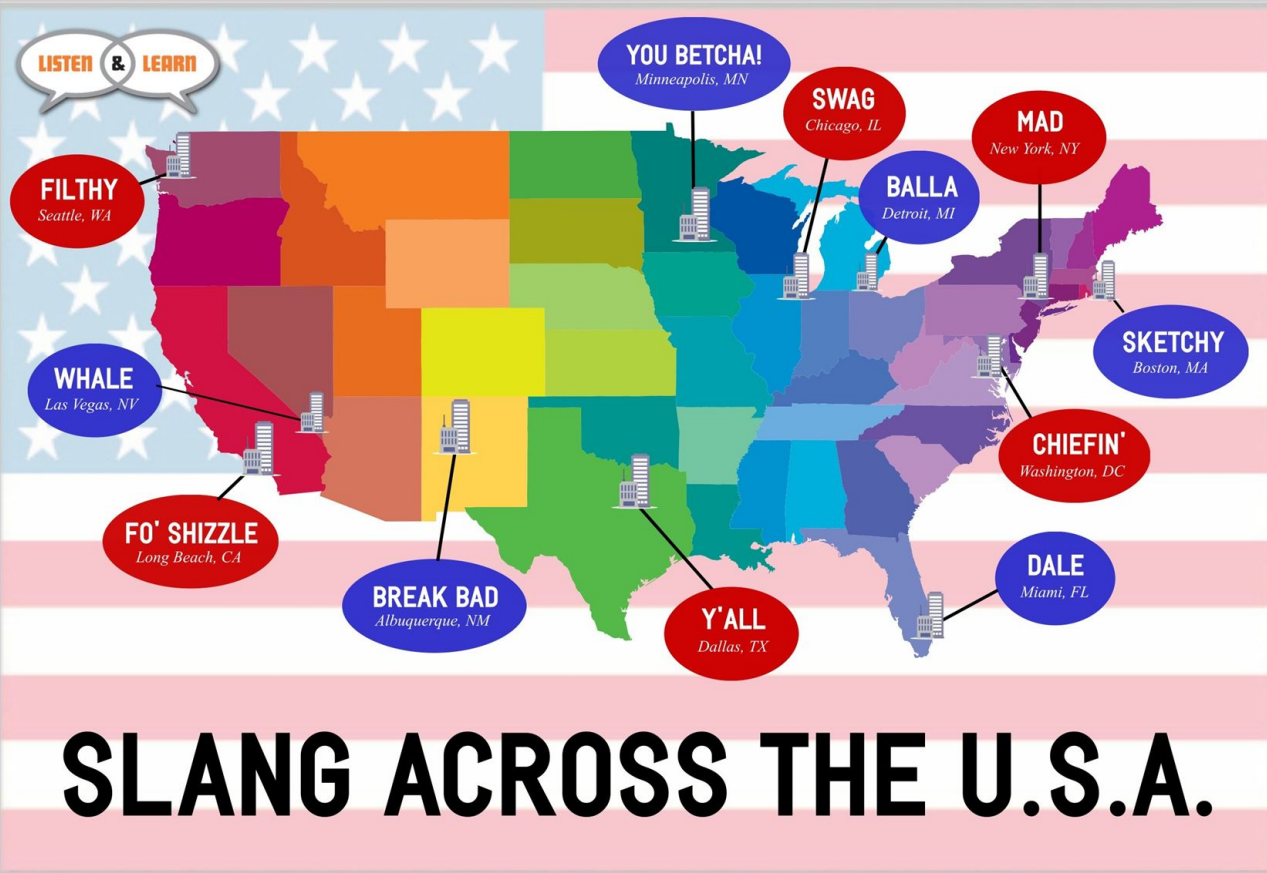 LISTEN & LEARN
YOU BETCHA!
Minneapolis, MN
SWAG
Chicago, IL
MAD
New York, NY
FILTHY
Seattle, WA
BALLA
Detroit, MI
SKETCHY
Boston, MA
WHALE
Las Vegas, NV
CHIEFIN'
Washington, DC
FO' SHIZZLE
Long Beach, CA
BREAK BAD
Albuquerque, NM
Y'ALL
Dallas, TX
DALE
Miami, FL
SLANG ACROSS THE U.S.A.